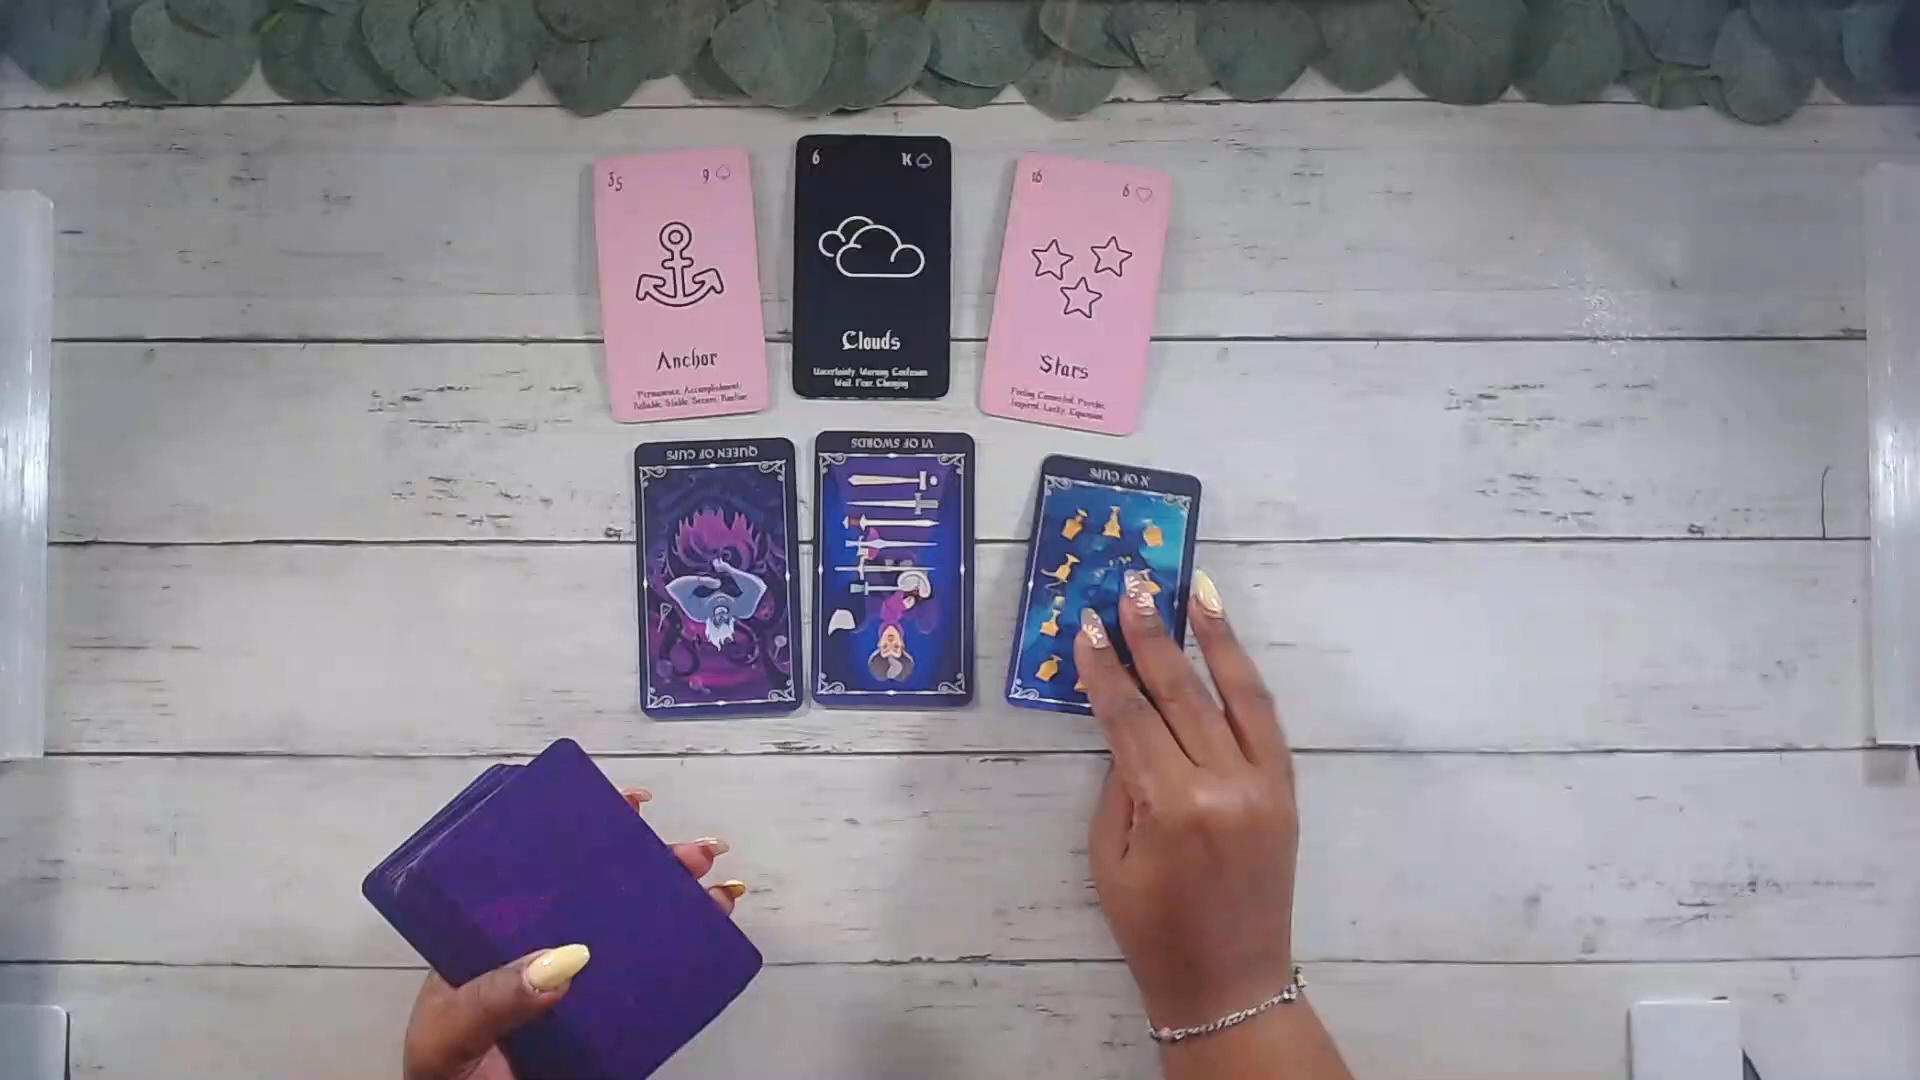 35 9
Anchor
Permanence, Accomplishment,
Reliable, Stable, Secure, Routine
6 K
Clouds
Uncertainty, Warning, Confusion
Wait, Fear, Changing
16 6
Stars
Feeling Connected, Psychic,
Inspired, Lucky, Expansion
QUEEN OF CUPS
VI OF SWORDS
X OF CUPS